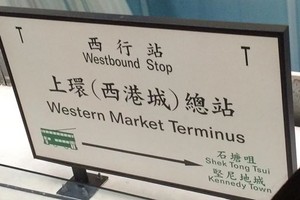 西行站
Westbound Stop
上環(西港城)總站
Western Market Terminus
石塘咀
Shek Tong Tsui
堅尼地城
Kennedy Town